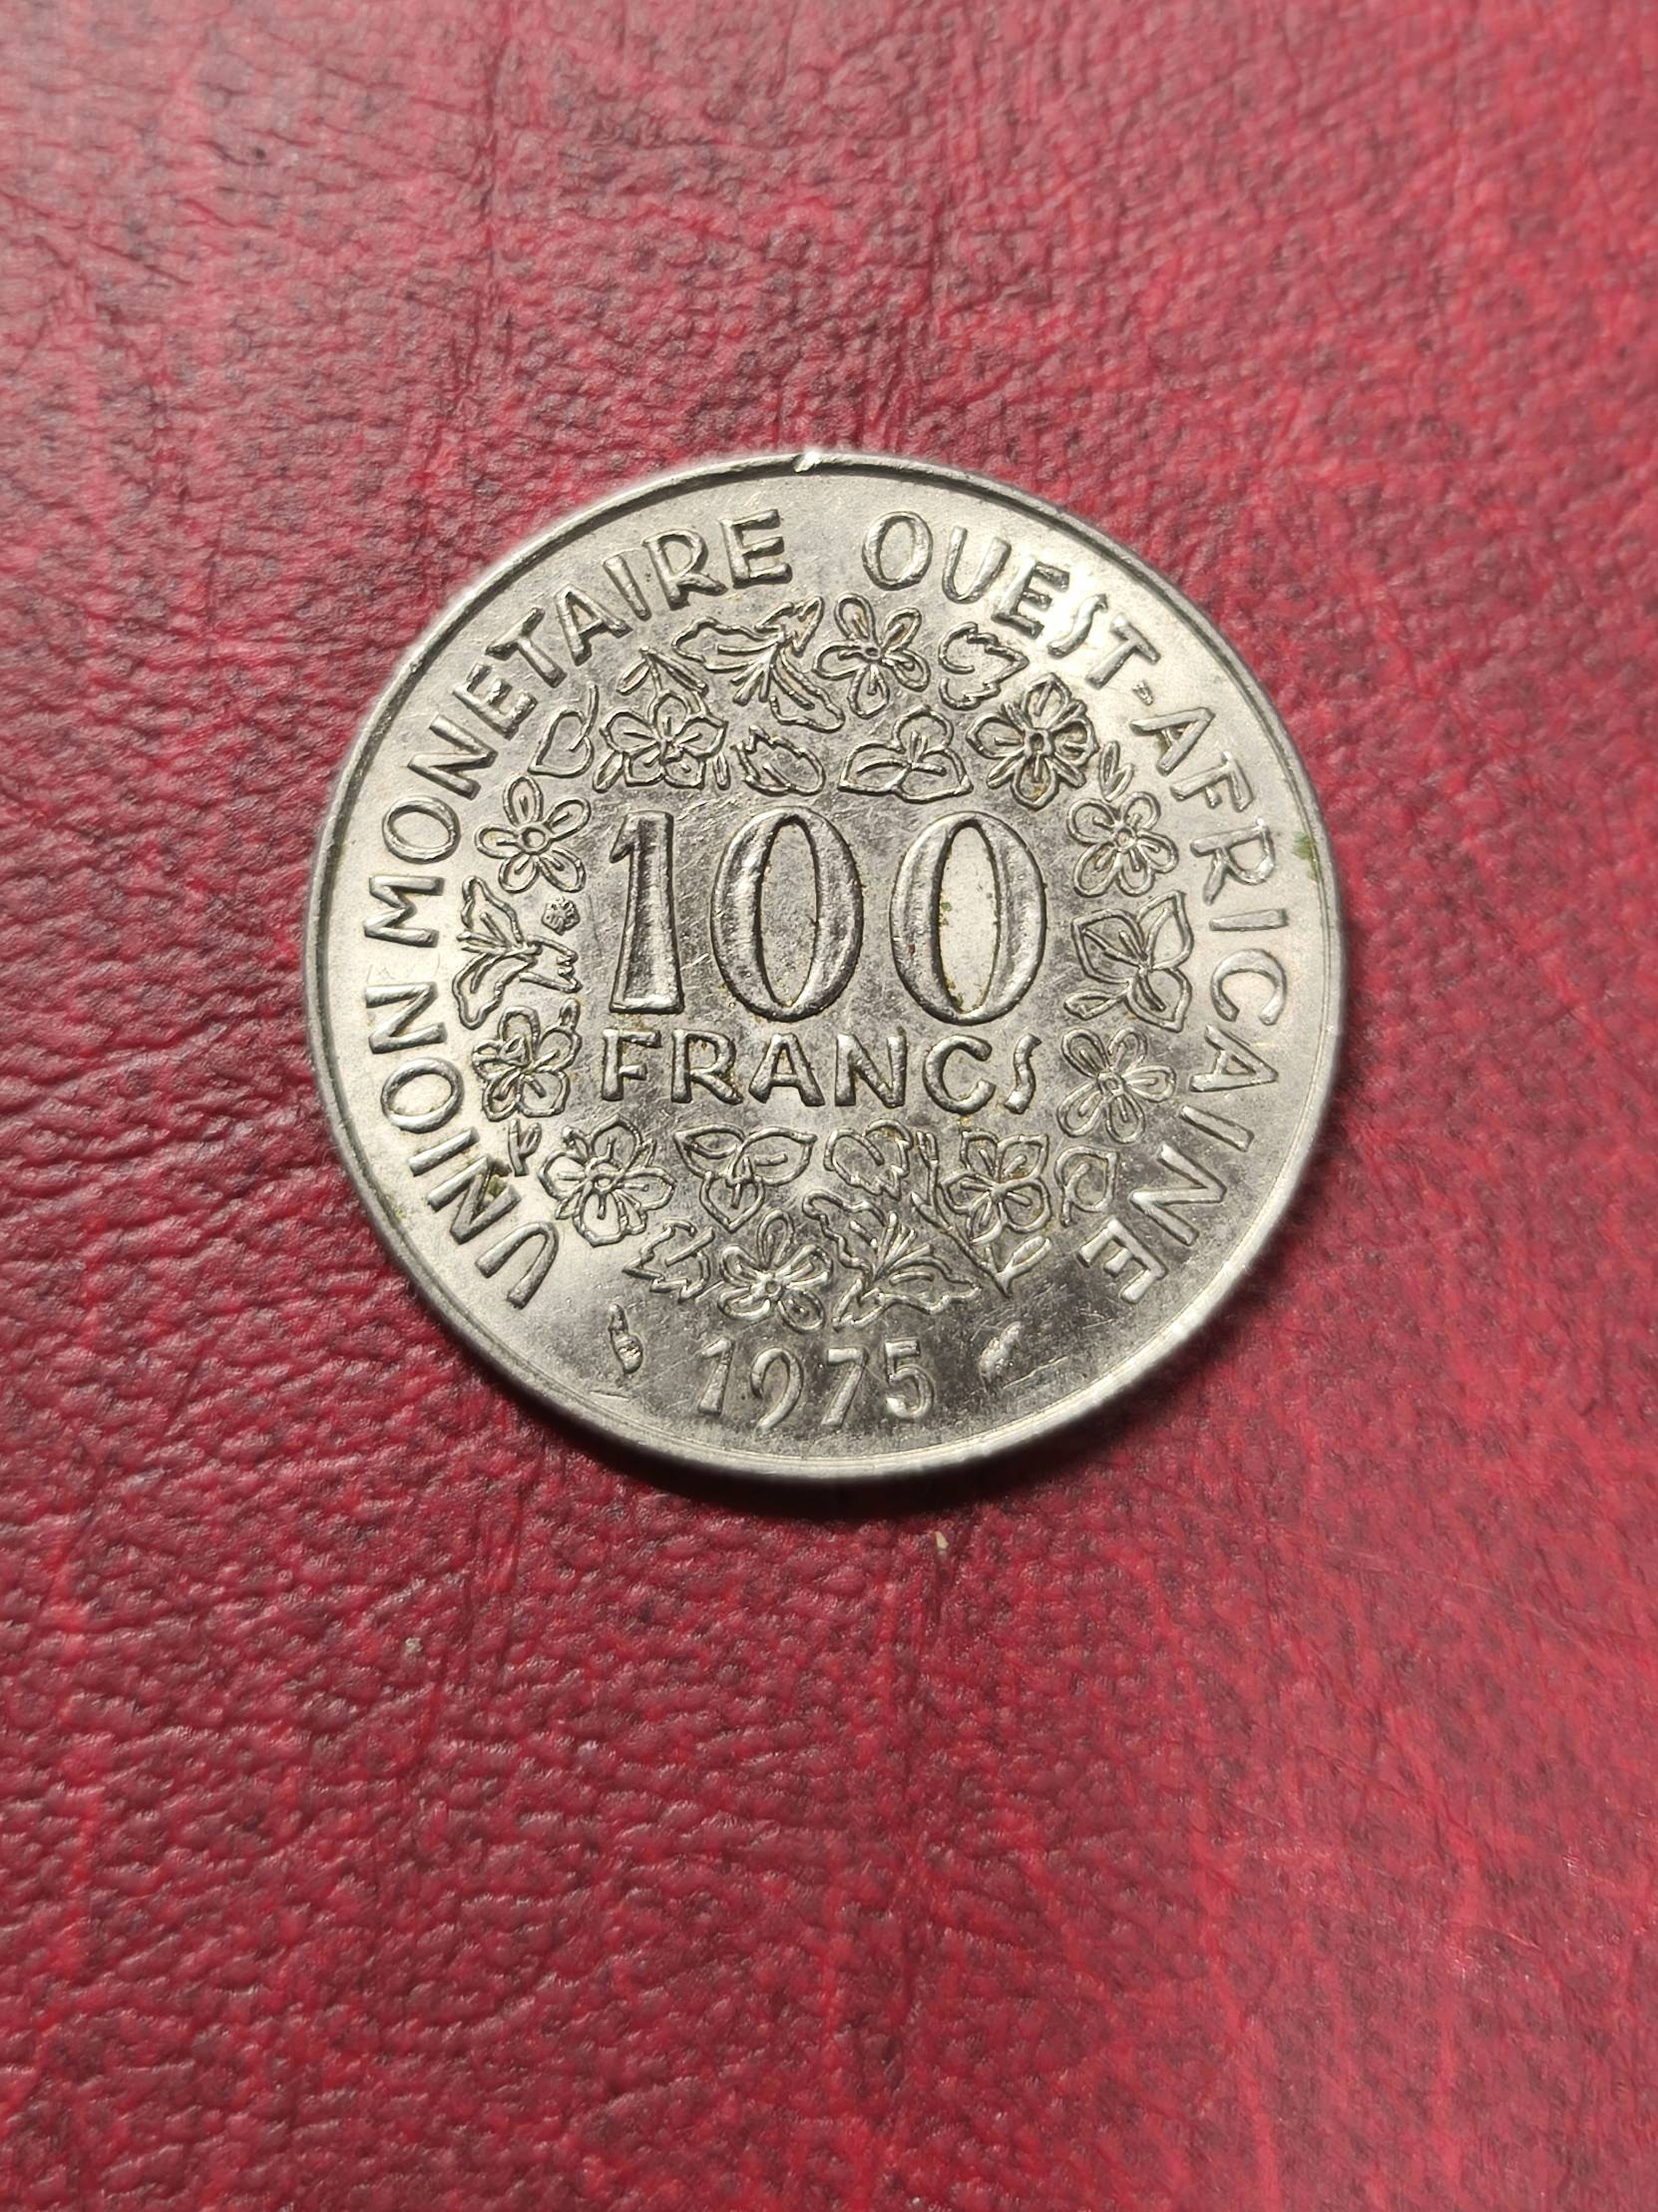 UNION MONETAIRE OUEST-AFRICAINE
100
FRANCS
1975